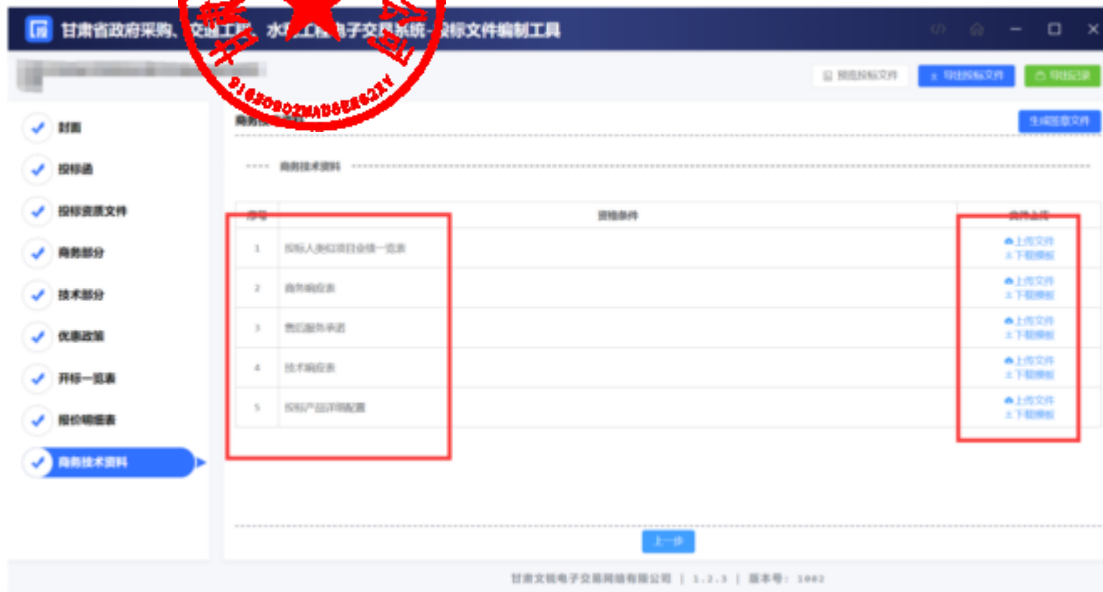 甘肃省政府采购、交通工程、水利工程电子交易系统-投标文件编制工具
预览投标文件
导出投标文件
导出记录
封面
投标函
投标资质文件
商务部分
技术部分
优惠政策
开标一览表
报价明细表
商务技术资料
生成签章文件
商务技术资料
序号 资格条件 文件上传
1 投标人类似项目业绩一览表 上传文件
下载模板
2 商务响应表 上传文件
下载模板
3 售后服务承诺 上传文件
下载模板
4 技术响应表 上传文件
下载模板
5 投标产品详细配置 上传文件
下载模板
上一步
甘肃文锐电子交易网络有限公司 | 1.2.3 | 版本号: 1002